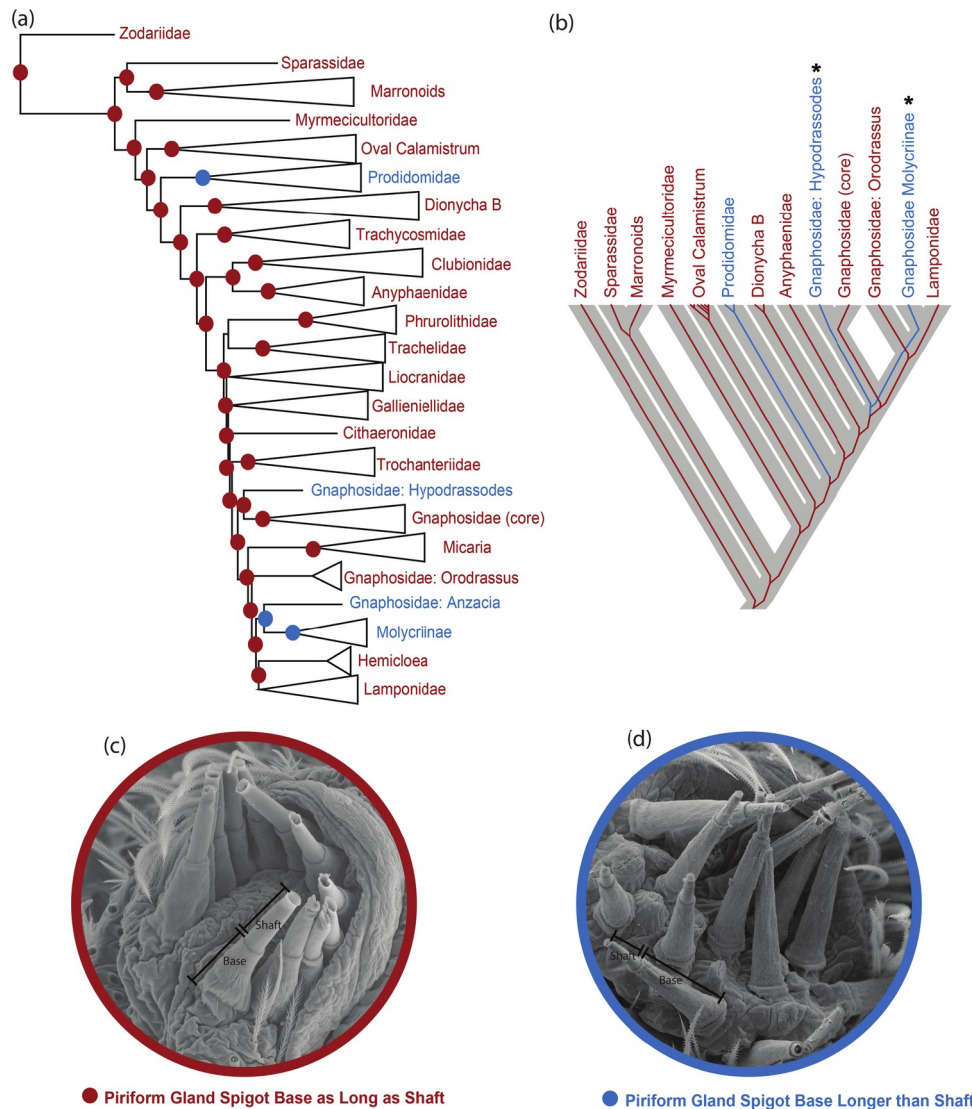 (a)
Zodariidae
Sparassidae
Marronoids
Myrmecicultoridae
Oval Calamistrum
Prodidomidae
Dionycha B
Trachycosmidae
Clubionidae
Anyphaenidae
Phrurolithidae
Trachelidae
Liocranidae
Gallieniellidae
Cithaeronidae
Trochanteriidae
Gnaphosidae: Hypodrassodes
Gnaphosidae (core)
Micaria
Gnaphosidae: Orodrassus
Gnaphosidae: Anzacia
Molycriinae
Hemicloea
Lamponidae
(b)
Zodariidae
Sparassidae
Marronoids
Myrmecicultoridae
Oval Calamistrum
Prodidomidae
Dionycha B
Anyphaenidae
Gnaphosidae: Hypodrassodes *
Gnaphosidae (core)
Gnaphosidae: Orodrassus
Gnaphosidae Molycriinae *
Lamponidae
(c)
Shaft
Base
Piriform Gland Spigot Base as Long as Shaft
(d)
Shaft
Base
Piriform Gland Spigot Base Longer than Shaft